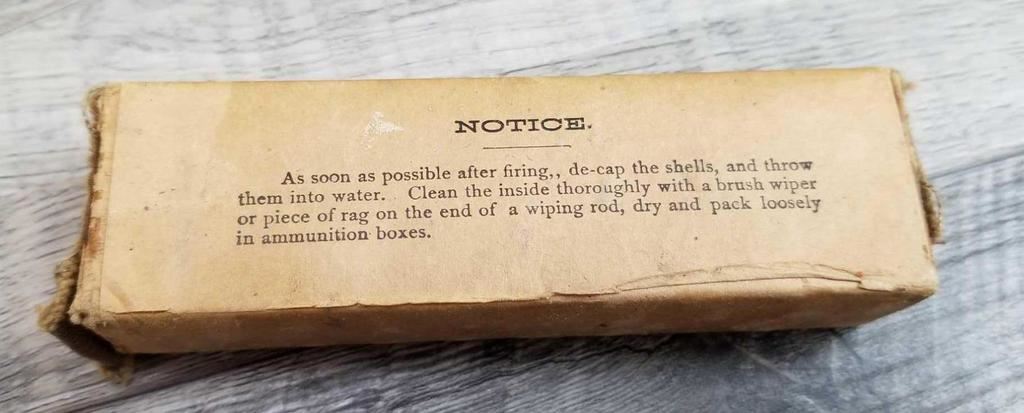 NOTICE.
As soon as possible after firing,, de-cap the shells, and throw
them into water. Clean the inside thoroughly with a brush wiper
or piece of rag on the end of a wiping rod, dry and pack loosely
in ammunition boxes.